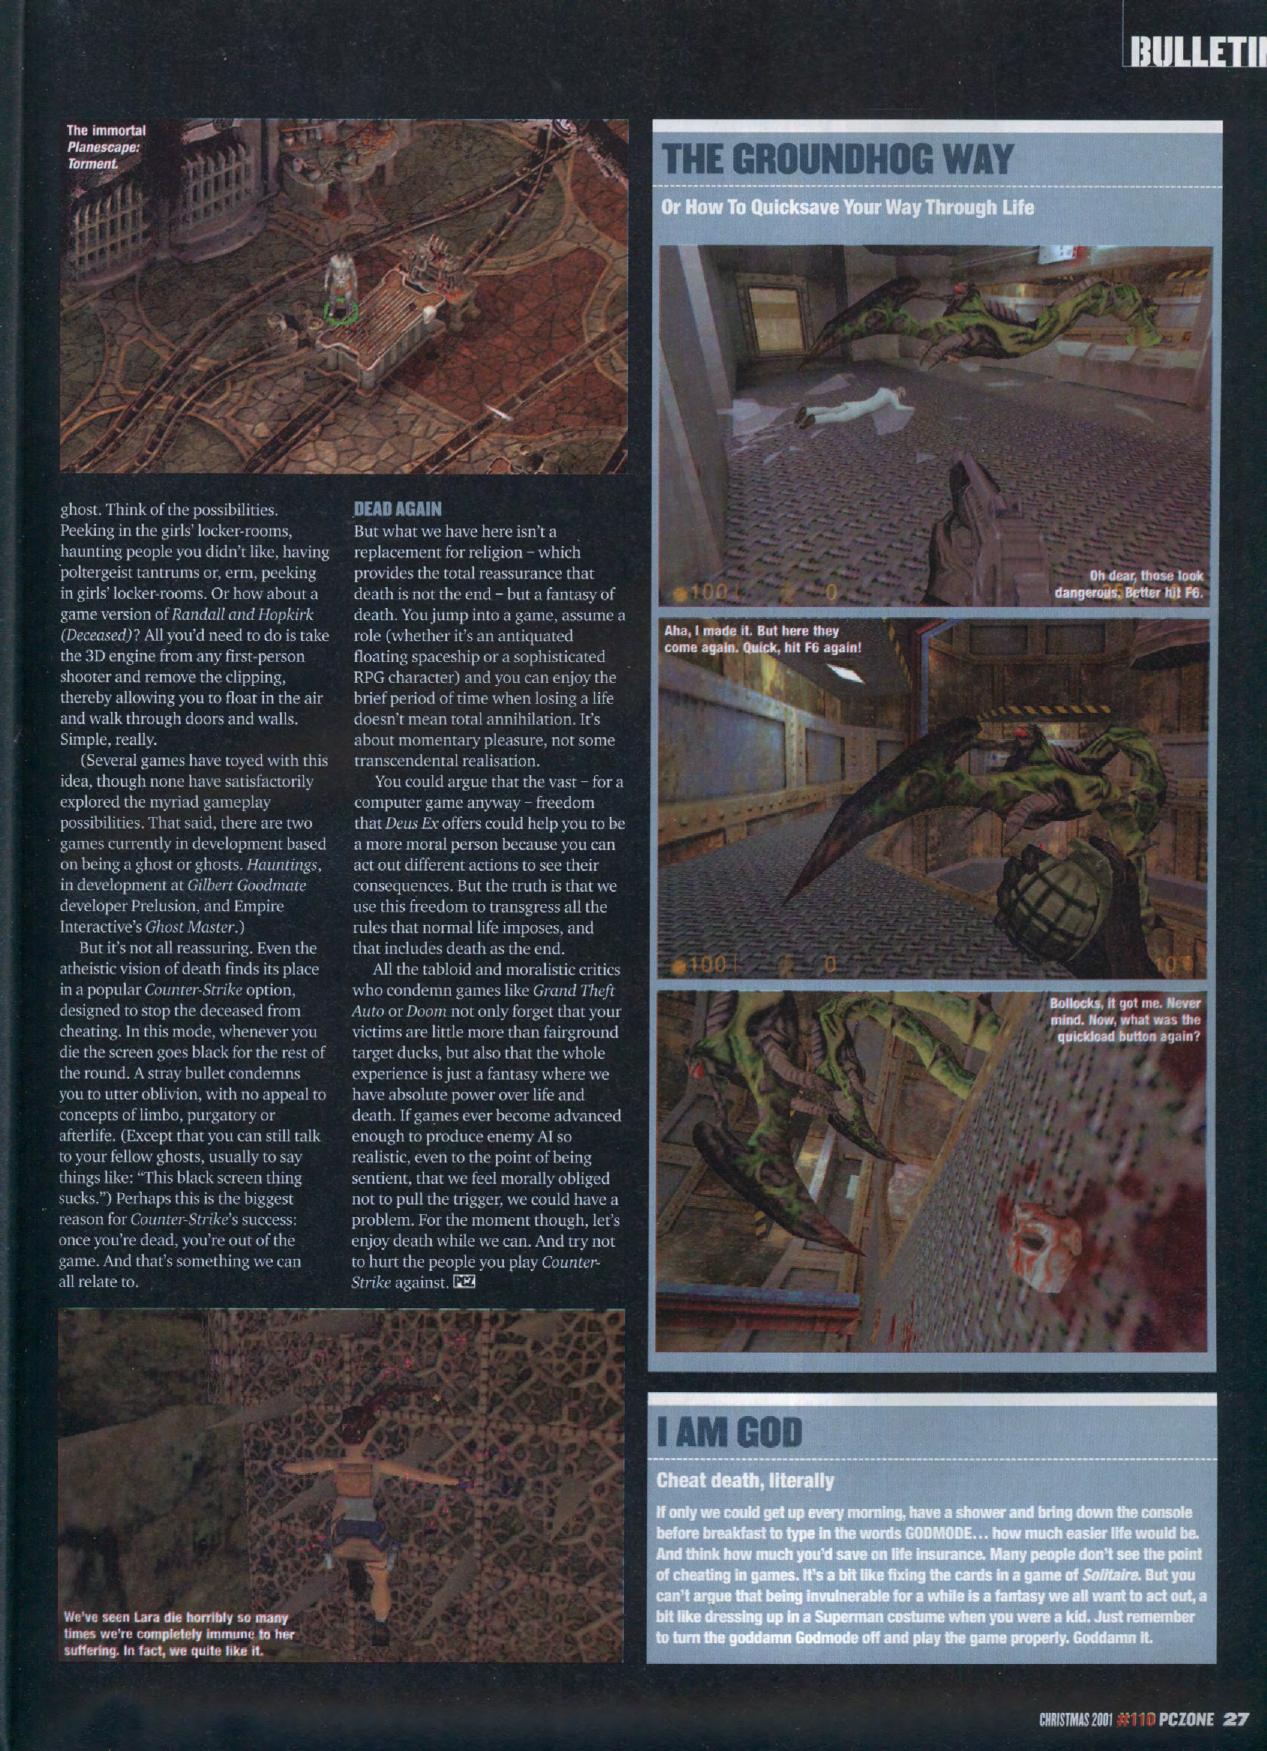 BULLETIN
The immortal
Planescape:
Torment.
ghost. Think of the possibilities.
Peeking in the girls' locker-rooms,
haunting people you didn't like, having
poltergeist tantrums or, erm, peeking
in girls' locker-rooms. Or how about a
game version of Randall and Hopkirk
(Deceased)? All you'd need to do is take
the 3D engine from any first-person
shooter and remove the clipping,
thereby allowing you to float in the air
and walk through doors and walls.
Simple, really.
(Several games have toyed with this
idea, though none have satisfactorily
explored the myriad gameplay
possibilities. That said, there are two
games currently in development based
on being a ghost or ghosts. Hauntings,
in development at Gilbert Goodmate
developer Prelusion, and Empire
Interactive's Ghost Master.)
But it's not all reassuring. Even the
atheistic vision of death finds its place
in a popular Counter-Strike option,
designed to stop the deceased from
cheating. In this mode, whenever you
die the screen goes black for the rest of
the round. A stray bullet condemns
you to utter oblivion, with no appeal to
concepts of limbo, purgatory or
afterlife. (Except that you can still talk
to your fellow ghosts, usually to say
things like: "This black screen thing
sucks.") Perhaps this is the biggest
reason for Counter-Strike's success:
once you're dead, you're out of the
game. And that's something we can
all relate to.
DEAD AGAIN
But what we have here isn't a
replacement for religion – which
provides the total reassurance that
death is not the end – but a fantasy of
death. You jump into a game, assume a
role (whether it's an antiquated
floating spaceship or a sophisticated
RPG character) and you can enjoy the
brief period of time when losing a life
doesn't mean total annihilation. It's
about momentary pleasure, not some
transcendental realisation.
You could argue that the vast – for a
computer game anyway – freedom
that Deus Ex offers could help you to be
a more moral person because you can
act out different actions to see their
consequences. But the truth is that we
use this freedom to transgress all the
rules that normal life imposes, and
that includes death as the end.
All the tabloid and moralistic critics
who condemn games like Grand Theft
Auto or Doom not only forget that your
victims are little more than fairground
target ducks, but also that the whole
experience is just a fantasy where we
have absolute power over life and
death. If games ever become advanced
enough to produce enemy AI so
realistic, even to the point of being
sentient, that we feel morally obliged
not to pull the trigger, we could have a
problem. For the moment though, let's
enjoy death while we can. And try not
to hurt the people you play Counter-
Strike against. PCZ
We've seen Lara die horribly so many
times we're completely immune to her
suffering. In fact, we quite like it.
THE GROUNDHOG WAY
Or How To Quicksave Your Way Through Life
Oh dear, those look
dangerous. Better hit F6.
100 0
Aha, I made it. But here they
come again. Quick, hit F6 again!
100 0 10
Bollocks, it got me. Never
mind. Now, what was the
quickload button again?
I AM GOD
Cheat death, literally
If only we could get up every morning, have a shower and bring down the console
before breakfast to type in the words GODMODE... how much easier life would be.
And think how much you'd save on life insurance. Many people don't see the point
of cheating in games. It's a bit like fixing the cards in a game of Solitaire. But you
can't argue that being invulnerable for a while is a fantasy we all want to act out, a
bit like dressing up in a Superman costume when you were a kid. Just remember
to turn the goddamn Godmode off and play the game properly. Goddamn it.
CHRISTMAS 2001 #110 PCZONE 27